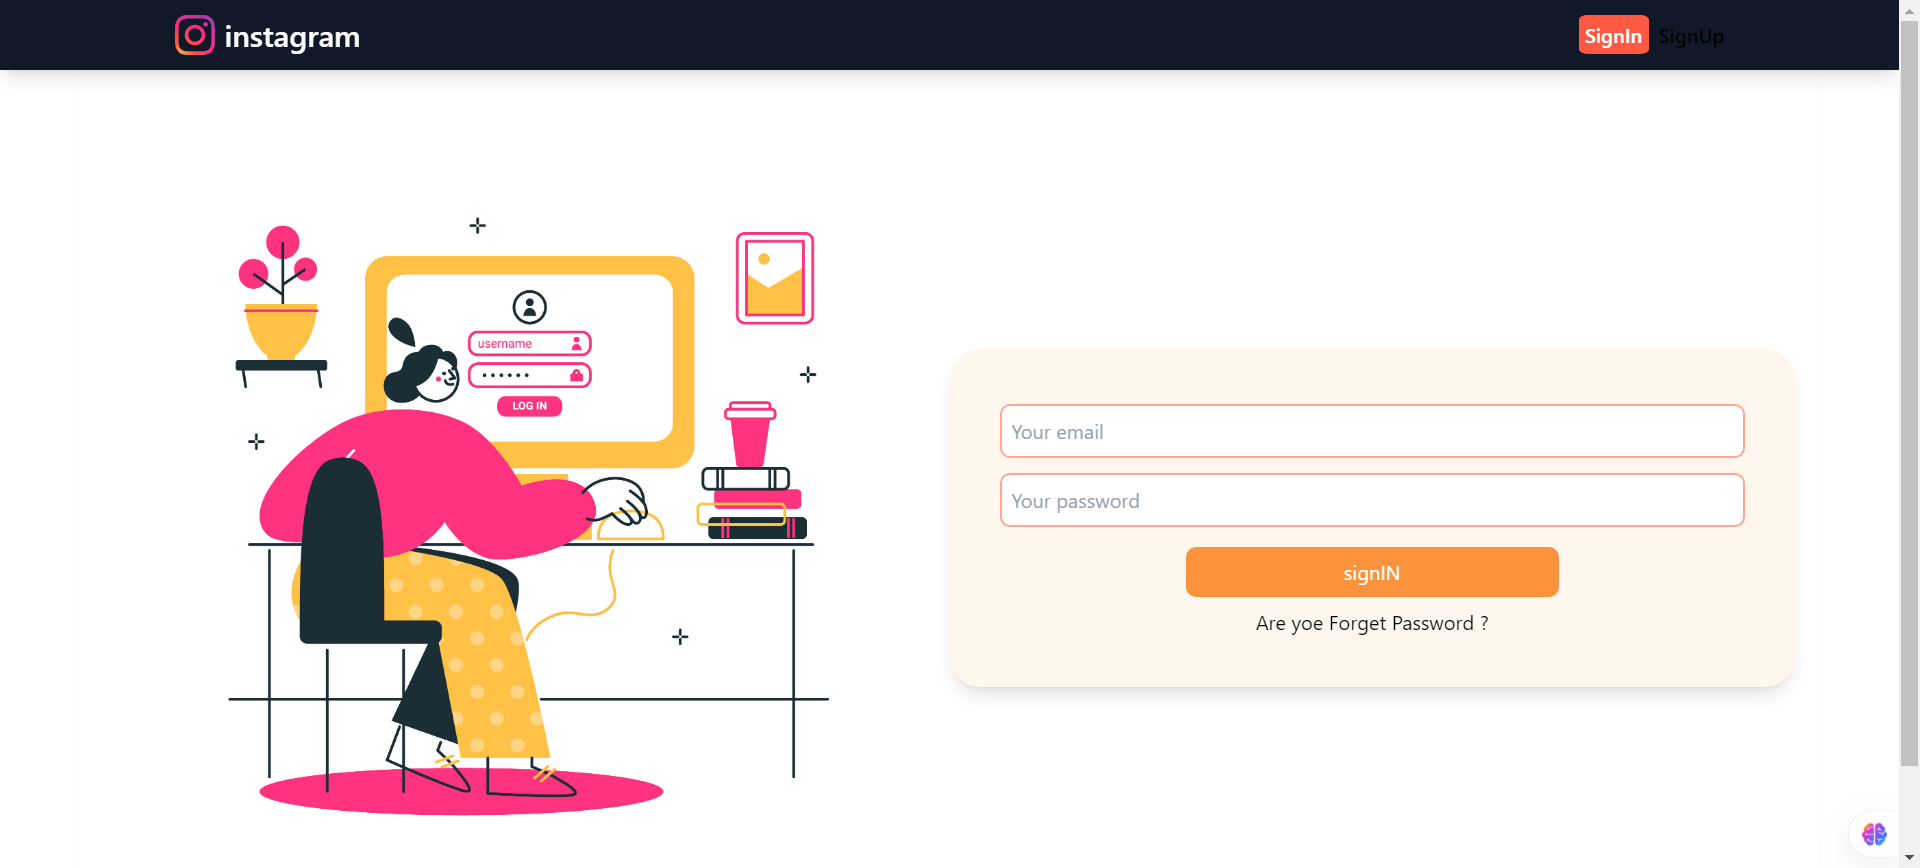 instagram
SignIn SignUp
username
LOG IN
Your email
Your password
signIN
Are yoe Forget Password ?